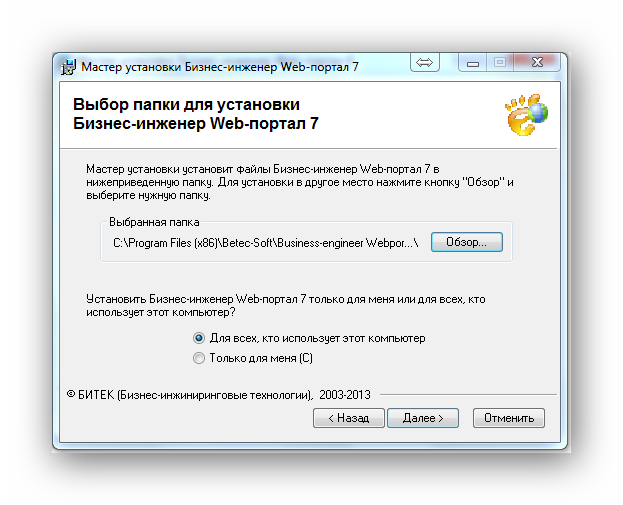 Мастер установки Бизнес-инженер Web-портал 7
Выбор папки для установки
Бизнес-инженер Web-портал 7
Мастер установки установит файлы Бизнес-инженер Web-портал 7 в
нижеприведенную папку. Для установки в другое место нажмите кнопку "Обзор" и
выберите нужную папку.
Выбранная папка
C:\Program Files (x86)\Betec-Soft\Business-engineer Webpor...\
Обзор...
Установить Бизнес-инженер Web-портал 7 только для меня или для всех, кто
использует этот компьютер?
Для всех, кто использует этот компьютер
Только для меня (С)
© БИТЕК (Бизнес-инжиниринговые технологии), 2003-2013
< Назад
Далее >
Отменить